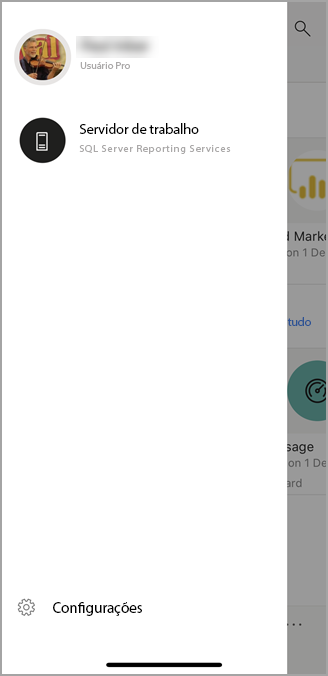 Usuário Pro
Servidor de trabalho
SQL Server Reporting Services
d Marke
on 1 De
tudo
sage
on 1 De
ard
Configurações
...